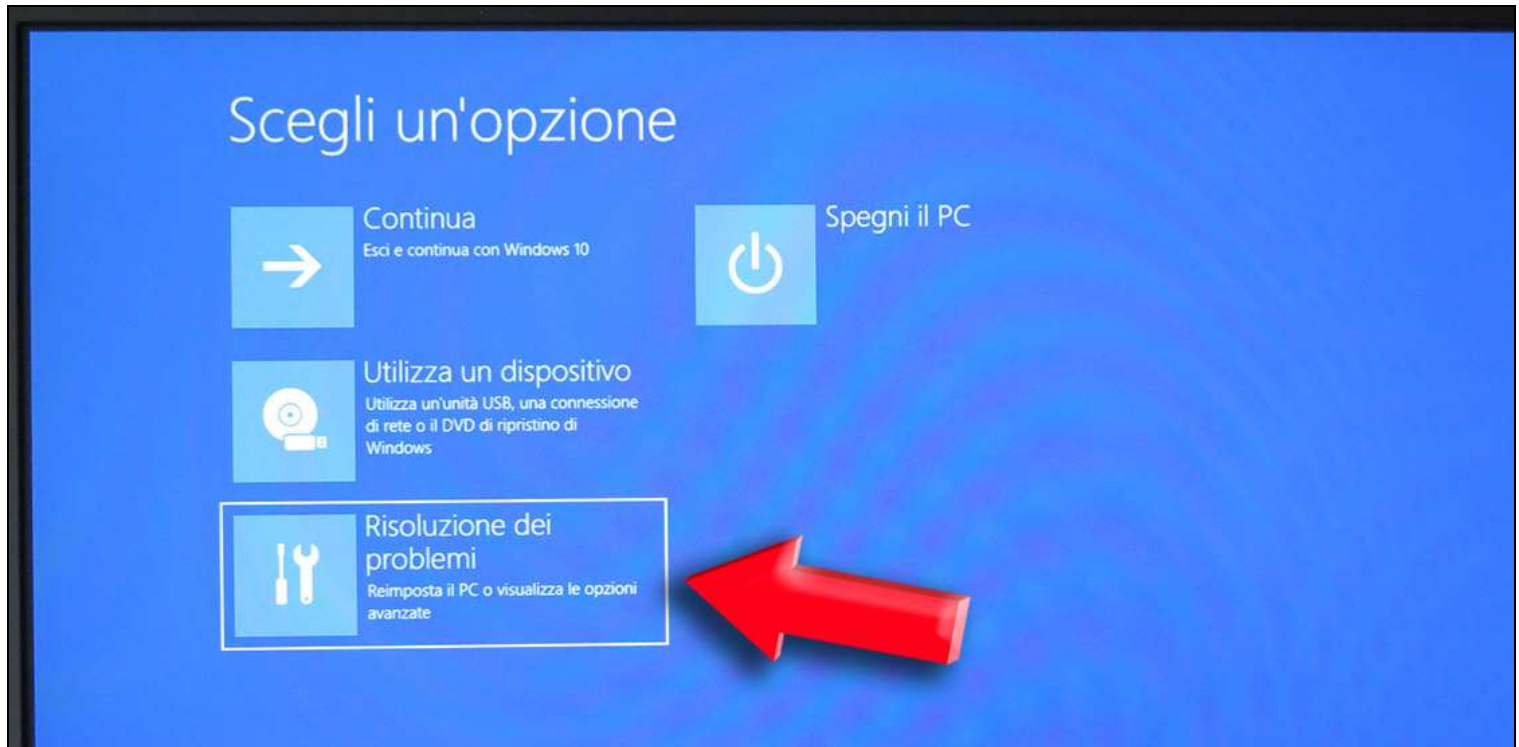 Scegli un'opzione
Continua
Esci e continua con Windows 10
Spegni il PC
Utilizza un dispositivo
Utilizza un'unità USB, una connessione
di rete o il DVD di ripristino di
Windows
Risoluzione dei
problemi
Reimposta il PC o visualizza le opzioni
avanzate